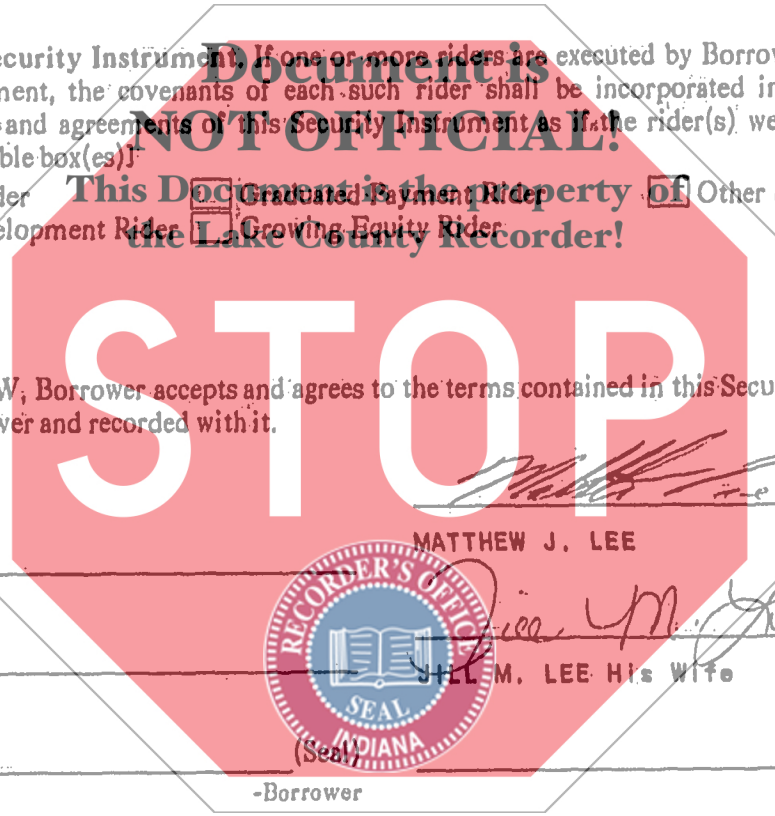 Security Instrument. If one or more riders are executed by Borrow
ment, the covenants of each such rider shall be incorporated in
and agreements of this Security Instrument as if the rider(s) we
ble box(es)]
der Graduated Payment Rider Other
elopment Rider Growing Equity Rider
Document is
NOT OFFICIAL!
This Document is the property of
the Lake County Recorder!
STOP
W, Borrower accepts and agrees to the terms contained in this Secu
wer and recorded with it.
MATTHEW J. LEE
Jill M.
JILL M. LEE His Wife
RECORDER'S OFFICE
SEAL
INDIANA
(Seal)
-Borrower